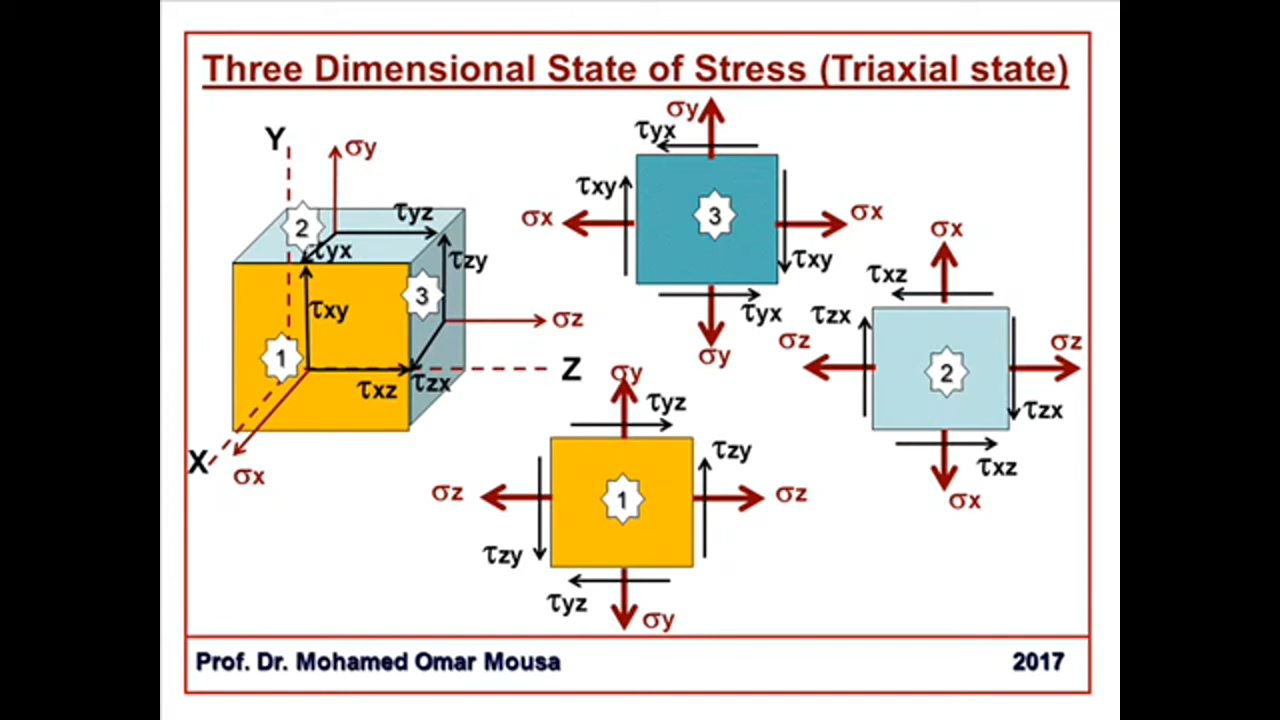 Three Dimensional State of Stress (Triaxial state)
Y
σy
2
τyz
τyx
τzy
τxy
3
σz
1
Z
τxz
τzx
X
σx
σy
τyx
τxy
σx
3
σx
τxy
τyx
σy
σx
τxz
τzx
σz
σz
2
τzx
τxz
σx
σy
τyz
τzy
σz
1
σz
τzy
τyz
σy
Prof. Dr. Mohamed Omar Mousa
2017